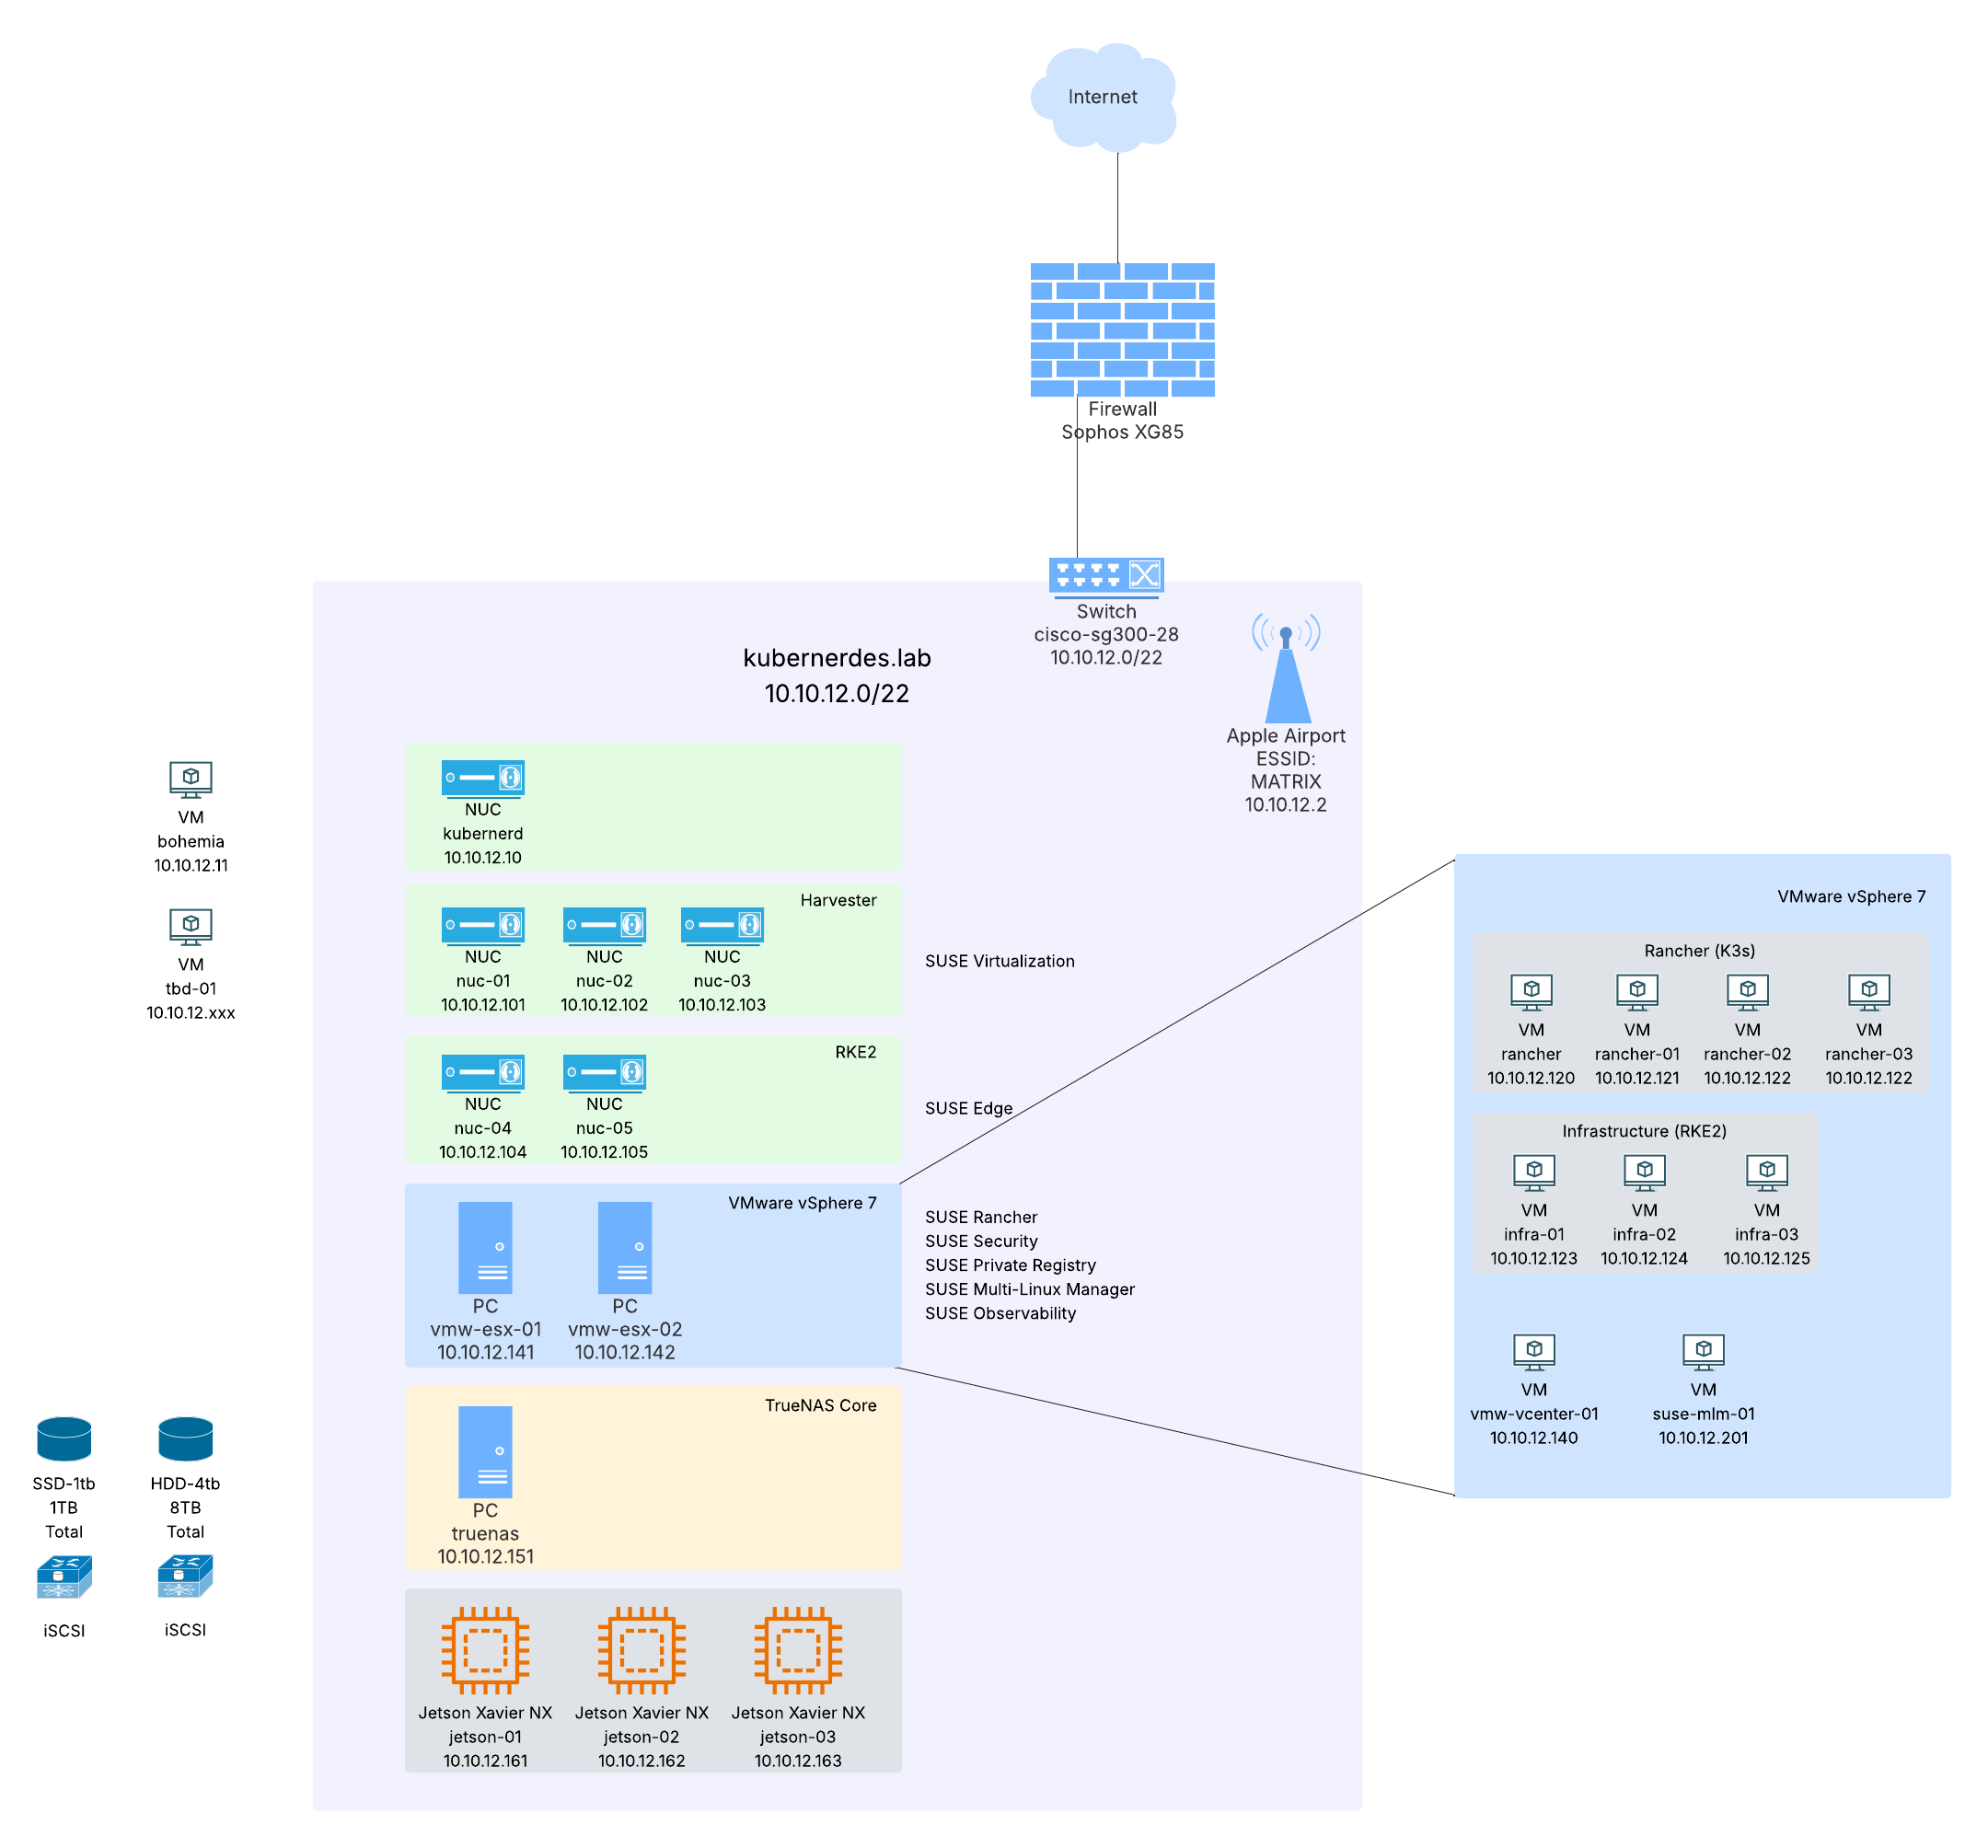 Internet
Firewall
Sophos XG85
Switch
cisco-sg300-28
10.10.12.0/22
kubernerdes.lab
10.10.12.0/22
Apple Airport
ESSID:
MATRIX
10.10.12.2
VM
bohemia
10.10.12.11
VM
tbd-01
10.10.12.xxx
NUC
kubernerd
10.10.12.10
Harvester
NUC
nuc-01
10.10.12.101
NUC
nuc-02
10.10.12.102
NUC
nuc-03
10.10.12.103
SUSE Virtualization
RKE2
NUC
nuc-04
10.10.12.104
NUC
nuc-05
10.10.12.105
SUSE Edge
VMware vSphere 7
PC
vmw-esx-01
10.10.12.141
PC
vmw-esx-02
10.10.12.142
SUSE Rancher
SUSE Security
SUSE Private Registry
SUSE Multi-Linux Manager
SUSE Observability
TrueNAS Core
PC
truenas
10.10.12.151
SSD-1tb
1TB
Total
iSCSI
HDD-4tb
8TB
Total
iSCSI
Jetson Xavier NX
jetson-01
10.10.12.161
Jetson Xavier NX
jetson-02
10.10.12.162
Jetson Xavier NX
jetson-03
10.10.12.163
VMware vSphere 7
Rancher (K3s)
VM
rancher
10.10.12.120
VM
rancher-01
10.10.12.121
VM
rancher-02
10.10.12.122
VM
rancher-03
10.10.12.122
Infrastructure (RKE2)
VM
infra-01
10.10.12.123
VM
infra-02
10.10.12.124
VM
infra-03
10.10.12.125
VM
vmw-vcenter-01
10.10.12.140
VM
suse-mlm-01
10.10.12.201